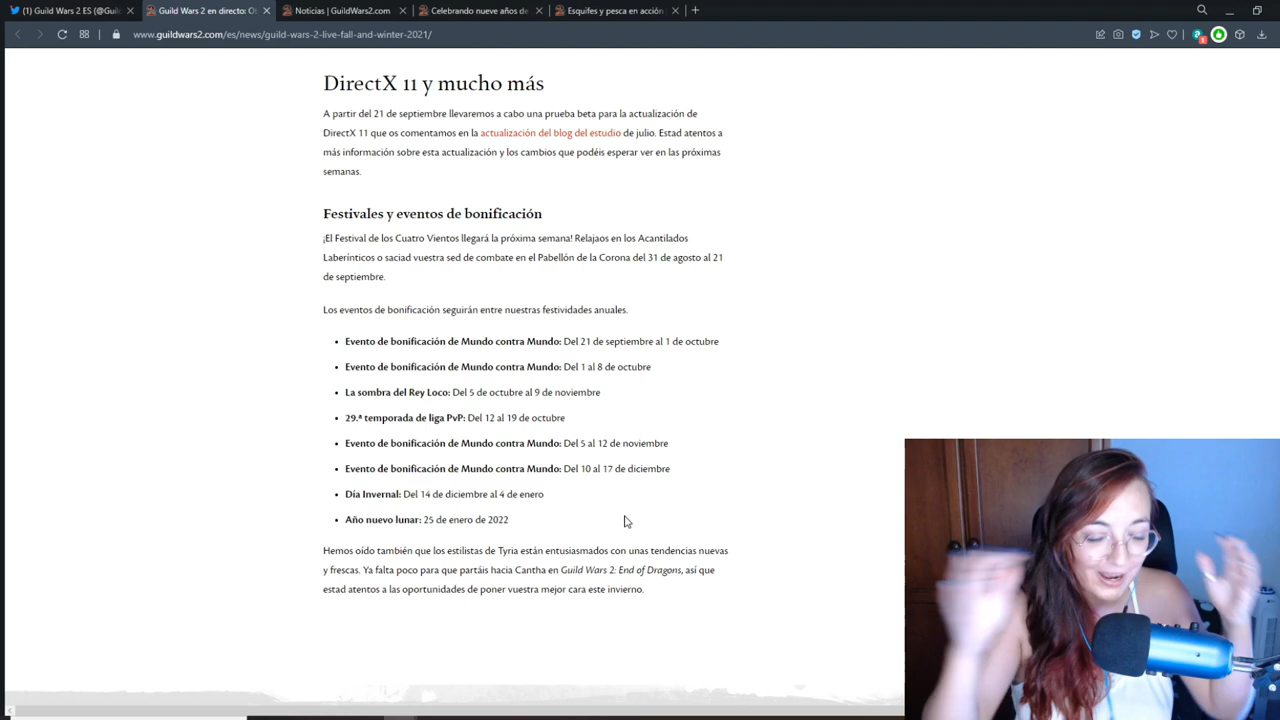 (1) Guild Wars 2 ES (@Guil
Guild Wars 2 en directo: Ot
Noticias | GuildWars2.com
Celebrando nueve años de
Esquifes y pesca en acción
www.guildwars2.com/es/news/guild-wars-2-live-fall-and-winter-2021/
DirectX 11 y mucho más
A partir del 21 de septiembre llevaremos a cabo una prueba beta para la actualización de
DirectX 11 que os comentamos en la actualización del blog del estudio de julio. Estad atentos a
más información sobre esta actualización y los cambios que podéis esperar ver en las próximas
semanas.
Festivales y eventos de bonificación
¡El Festival de los Cuatro Vientos llegará la próxima semana! Relajaos en los Acantilados
Laberínticos o saciad vuestra sed de combate en el Pabellón de la Corona del 31 de agosto al 21
de septiembre.
Los eventos de bonificación seguirán entre nuestras festividades anuales.
• Evento de bonificación de Mundo contra Mundo: Del 21 de septiembre al 1 de octubre
• Evento de bonificación de Mundo contra Mundo: Del 1 al 8 de octubre
• La sombra del Rey Loco: Del 5 de octubre al 9 de noviembre
• 29.ª temporada de liga PvP: Del 12 al 19 de octubre
• Evento de bonificación de Mundo contra Mundo: Del 5 al 12 de noviembre
• Evento de bonificación de Mundo contra Mundo: Del 10 al 17 de diciembre
• Día Invernal: Del 14 de diciembre al 4 de enero
• Año nuevo lunar: 25 de enero de 2022
Hemos oído también que los estilistas de Tyria están entusiasmados con unas tendencias nuevas
y frescas. Ya falta poco para que partáis hacia Cantha en Guild Wars 2: End of Dragons, así que
estad atentos a las oportunidades de poner vuestra mejor cara este invierno.